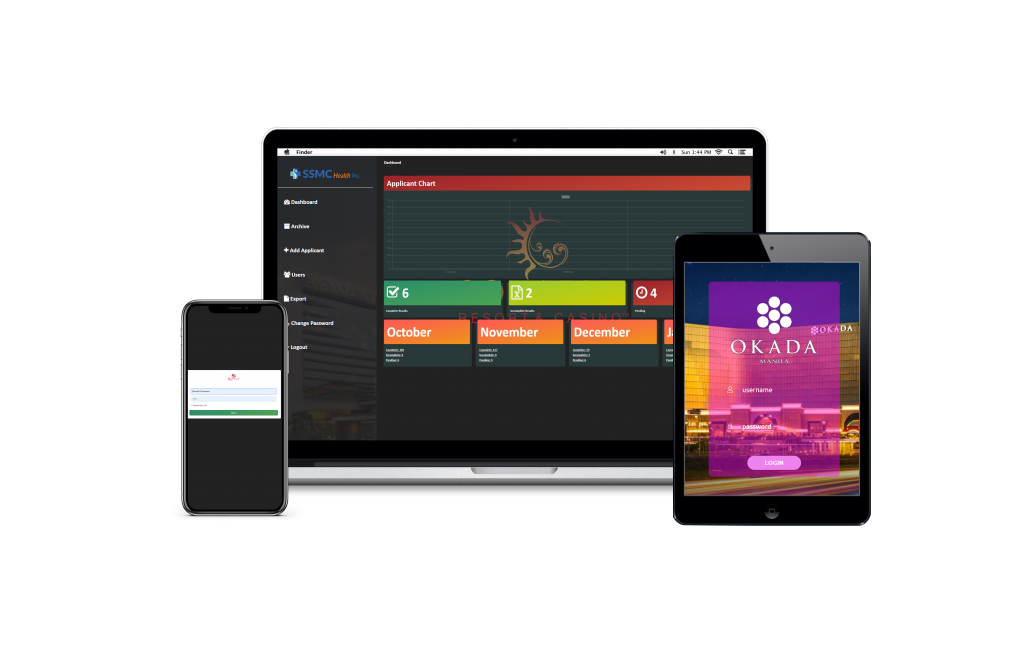 Finder
Sun 1:44 PM
SSMC Health Inc.
Dashboard
Archive
Add Applicant
Users
Export
Change Password
Logout
Dashboard
Applicant Chart
6
Complete Results
2
Incomplete Results
4
Pending
RESORT & CASINO
October
November
December
Ja
OKADA
OKADA
MANILA
username
password
LOGIN